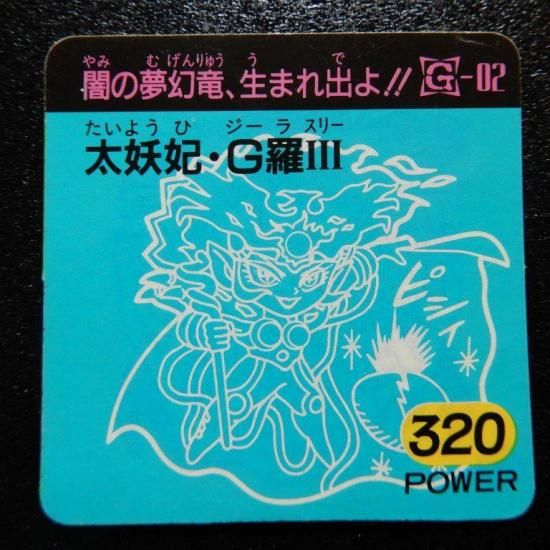 やみ むげんりゅう う で
闇の夢幻竜、生まれ出よ!! G-02
たいようひ ジーラスリー
太妖妃・G羅III
ピシィ
320
POWER